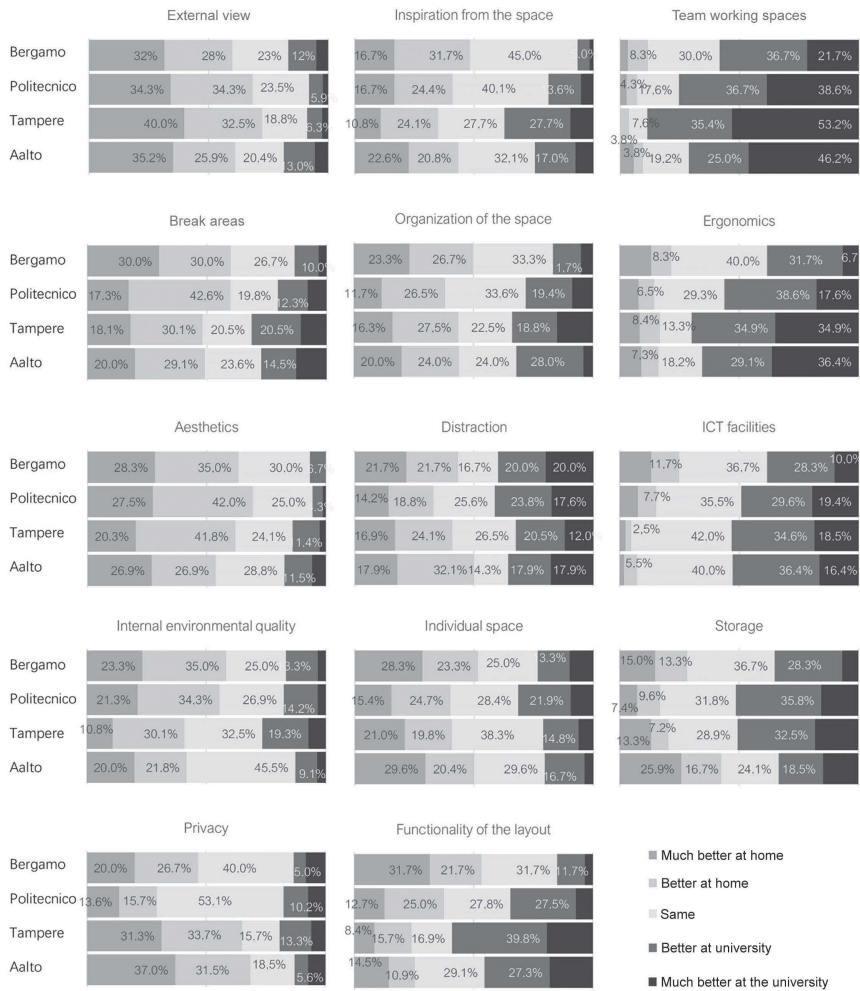 External view
Bergamo 32% 28% 23% 12%
Politecnico 34.3% 34.3% 23.5% 5.9%
Tampere 40.0% 32.5% 18.8% 6.3%
Aalto 35.2% 25.9% 20.4% 13.0%
Inspiration from the space
16.7% 31.7% 45.0% .0%
16.7% 24.4% 40.1% 3.6%
10.8% 24.1% 27.7% 27.7%
22.6% 20.8% 32.1% 17.0%
Team working spaces
8.3% 30.0% 36.7% 21.7%
4.3% 17.6% 36.7% 38.6%
3.8% 7.6% 35.4% 53.2%
3.8% 19.2% 25.0% 46.2%
Break areas
Bergamo 30.0% 30.0% 26.7% 10.0%
Politecnico 17.3% 42.6% 19.8% 12.3%
Tampere 18.1% 30.1% 20.5% 20.5%
Aalto 20.0% 29.1% 23.6% 14.5%
Organization of the space
23.3% 26.7% 33.3% 1.7%
11.7% 26.5% 33.6% 19.4%
16.3% 27.5% 22.5% 18.8%
20.0% 24.0% 24.0% 28.0%
Ergonomics
8.3% 40.0% 31.7% 6.7
6.5% 29.3% 38.6% 17.6%
8.4% 13.3% 34.9% 34.9%
7.3% 18.2% 29.1% 36.4%
Aesthetics
Bergamo 28.3% 35.0% 30.0% 6.7%
Politecnico 27.5% 42.0% 25.0% .3%
Tampere 20.3% 41.8% 24.1% 1.4%
Aalto 26.9% 26.9% 28.8% 11.5%
Distraction
21.7% 21.7% 16.7% 20.0% 20.0%
14.2% 18.8% 25.6% 23.8% 17.6%
16.9% 24.1% 26.5% 20.5% 12.0%
17.9% 32.1% 14.3% 17.9% 17.9%
ICT facilities
11.7% 36.7% 28.3% 10.0%
7.7% 35.5% 29.6% 19.4%
2,5% 42.0% 34.6% 18.5%
5.5% 40.0% 36.4% 16.4%
Internal environmental quality
Bergamo 23.3% 35.0% 25.0% 3.3%
Politecnico 21.3% 34.3% 26.9% 14.2%
Tampere 10.8% 30.1% 32.5% 19.3%
Aalto 20.0% 21.8% 45.5% 9.1%
Individual space
28.3% 23.3% 25.0% 3.3%
15.4% 24.7% 28.4% 21.9%
21.0% 19.8% 38.3% 14.8%
29.6% 20.4% 29.6% 16.7%
Storage
15.0% 13.3% 36.7% 28.3%
7.4% 9.6% 31.8% 35.8%
13.3% 7.2% 28.9% 32.5%
25.9% 16.7% 24.1% 18.5%
Privacy
Bergamo 20.0% 26.7% 40.0% 5.0%
Politecnico 13.6% 15.7% 53.1% 10.2%
Tampere 31.3% 33.7% 15.7% 13.3%
Aalto 37.0% 31.5% 18.5% 5.6%
Functionality of the layout
31.7% 21.7% 31.7% 11.7%
12.7% 25.0% 27.8% 27.5%
8.4% 15.7% 16.9% 39.8%
14.5% 10.9% 29.1% 27.3%
Much better at home
Better at home
Same
Better at university
Much better at the university